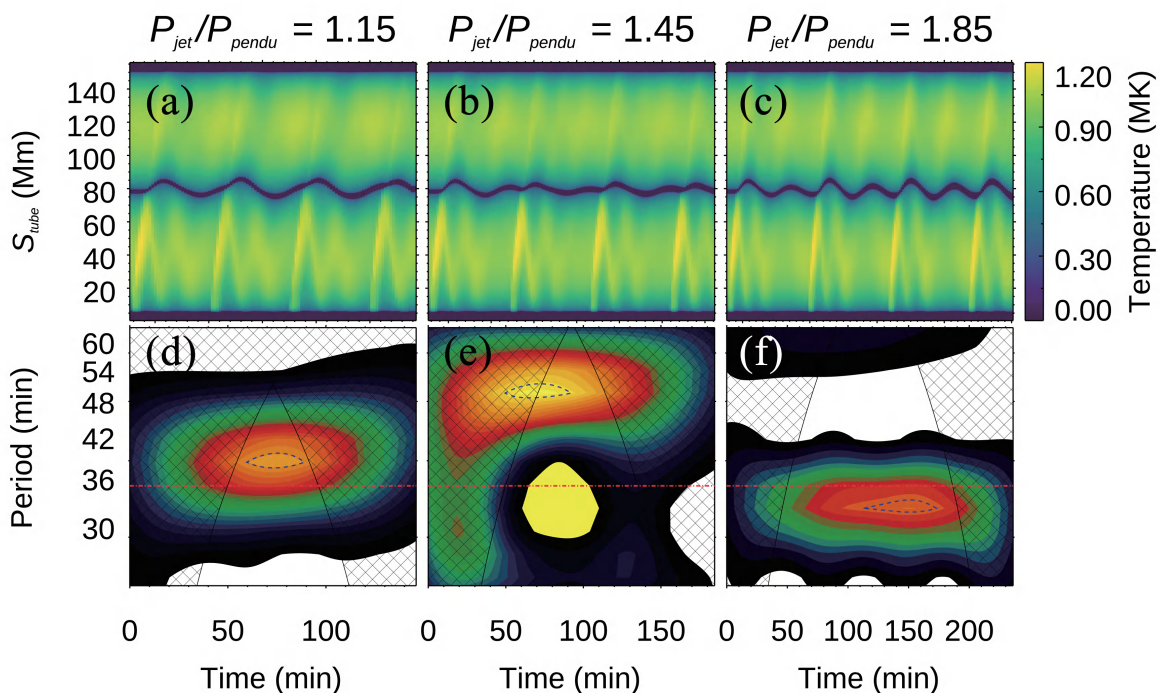 P_jet/P_pendu = 1.15 P_jet/P_pendu = 1.45 P_jet/P_pendu = 1.85
(a) (b) (c)
140
120
100
80
60
40
20
S_tube (Mm)
1.20
0.90
0.60
0.30
0.00
Temperature (MK)
(d) (e) (f)
60
54
48
42
36
30
Period (min)
0 100 0 50 100 150 0 50 100 150 200
Time (min) Time (min) Time (min)